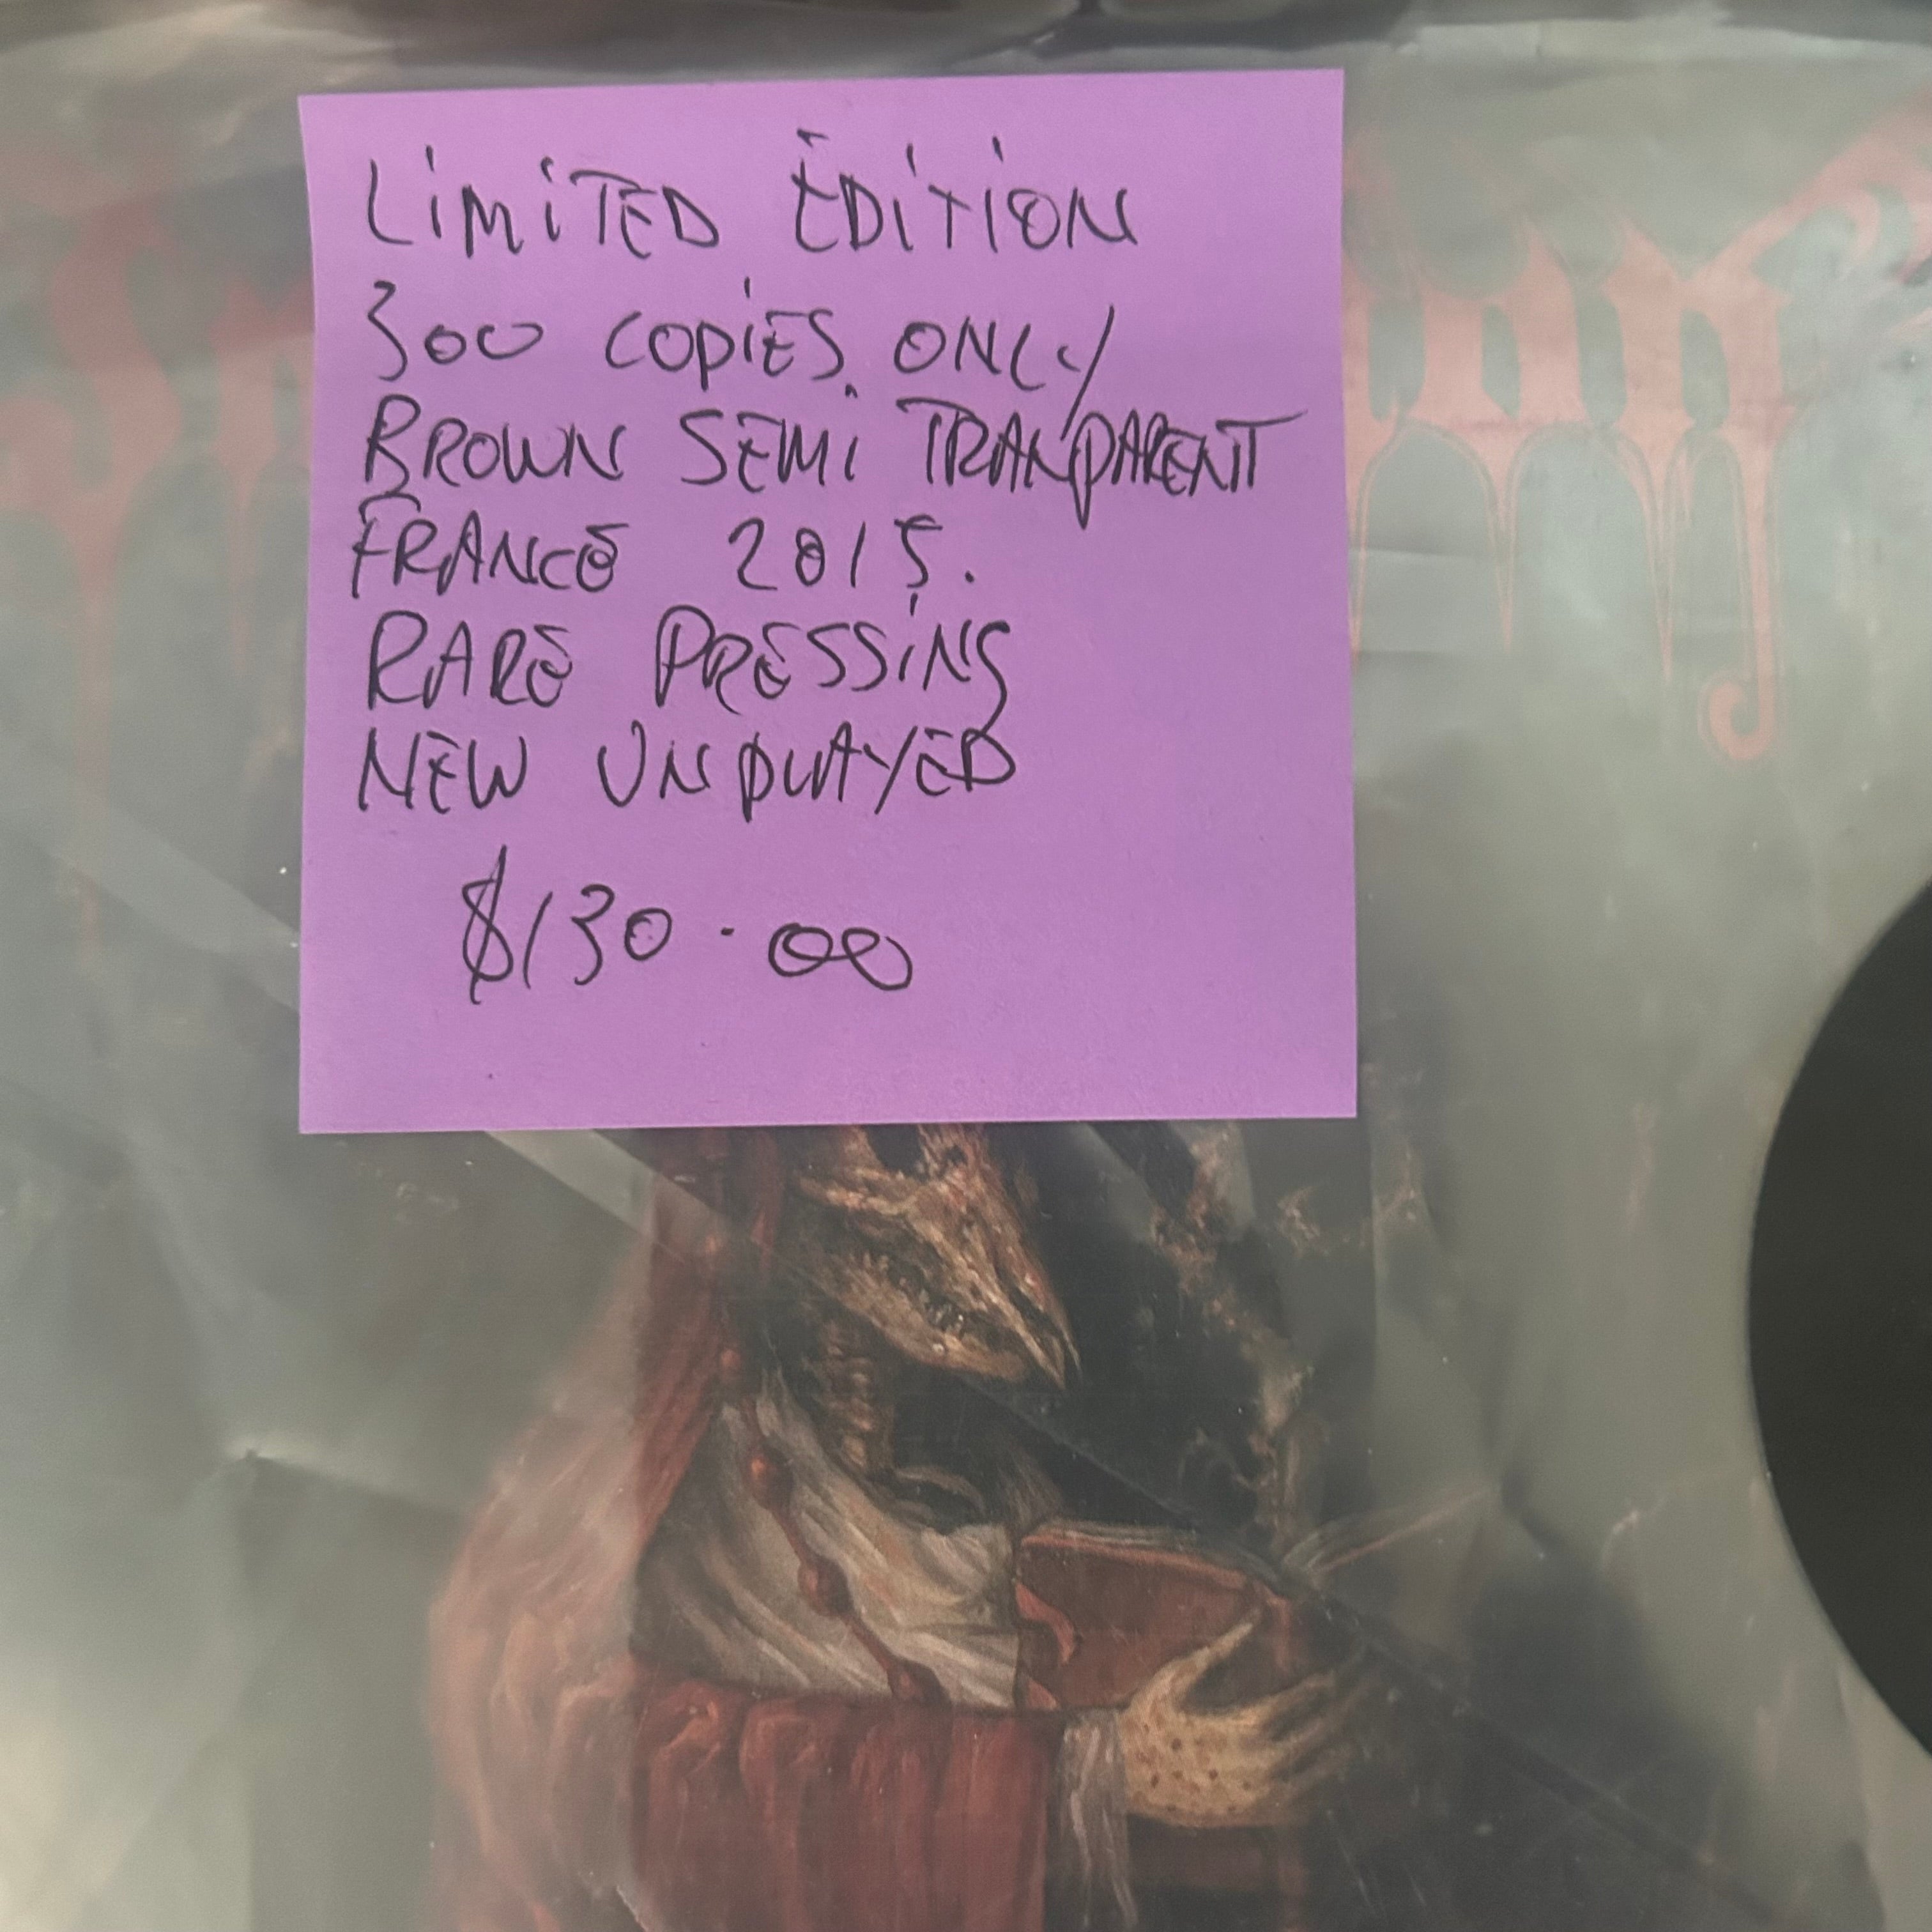 LiMiTED EDiTiON
300 COPiES ONLY
BROWN SEMi TRANPARENT
FRANCE 2015.
RARE PRESSiNG
NEW UNPLAYED
$130.00